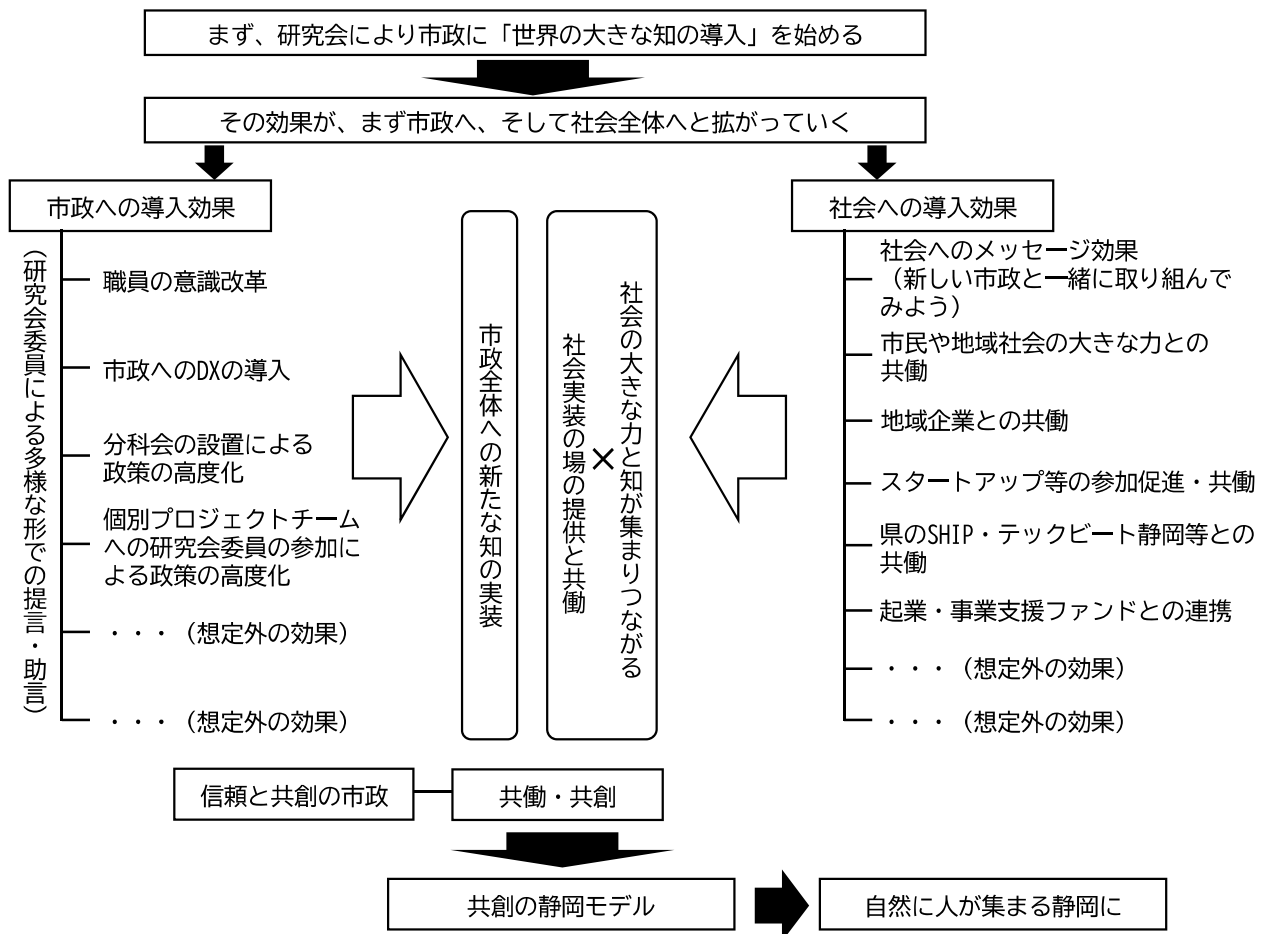 まず、研究会により市政に「世界の大きな知の導入」を始める
その効果が、まず市政へ、そして社会全体へと拡がっていく
市政への導入効果
（研究会委員による多様な形での提言・助言）
職員の意識改革
市政へのDXの導入
分科会の設置による
政策の高度化
個別プロジェクトチーム
への研究会委員の参加に
よる政策の高度化
・・・（想定外の効果）
・・・（想定外の効果）
市政全体への新たな知の実装
社会の大きな力と知が集まりつながる
×
社会実装の場の提供と共働
社会への導入効果
社会へのメッセージ効果
（新しい市政と一緒に取り組んで
みよう）
市民や地域社会の大きな力との
共働
地域企業との共働
スタートアップ等の参加促進・共働
県のSHIP・テックビート静岡等との
共働
起業・事業支援ファンドとの連携
・・・（想定外の効果）
・・・（想定外の効果）
信頼と共創の市政
共働・共創
共創の静岡モデル
自然に人が集まる静岡に